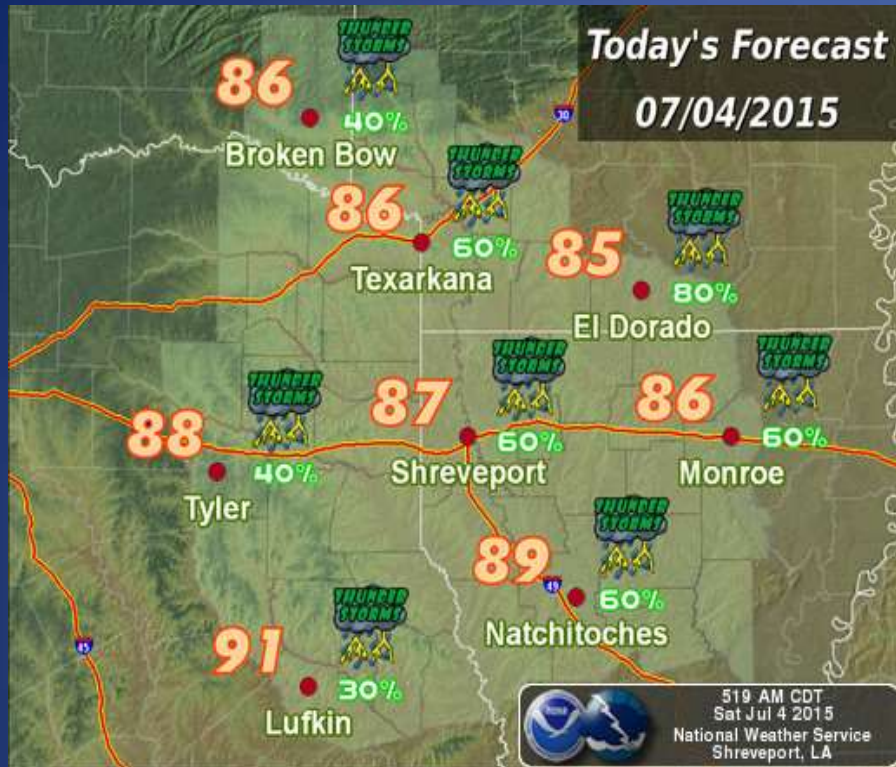 Today's Forecast
07/04/2015
THUNDER
STORMS
86
40%
Broken Bow
30
THUNDER
STORMS
86
60%
Texarkana
THUNDER
STORMS
85
80%
El Dorado
THUNDER
STORMS
88
40%
Tyler
THUNDER
STORMS
87
60%
Shreveport
THUNDER
STORMS
86
60%
Monroe
THUNDER
STORMS
89
49
60%
Natchitoches
45
THUNDER
STORMS
91
30%
Lufkin
NOAA
519 AM CDT
Sat Jul 4 2015
National Weather Service
Shreveport, LA